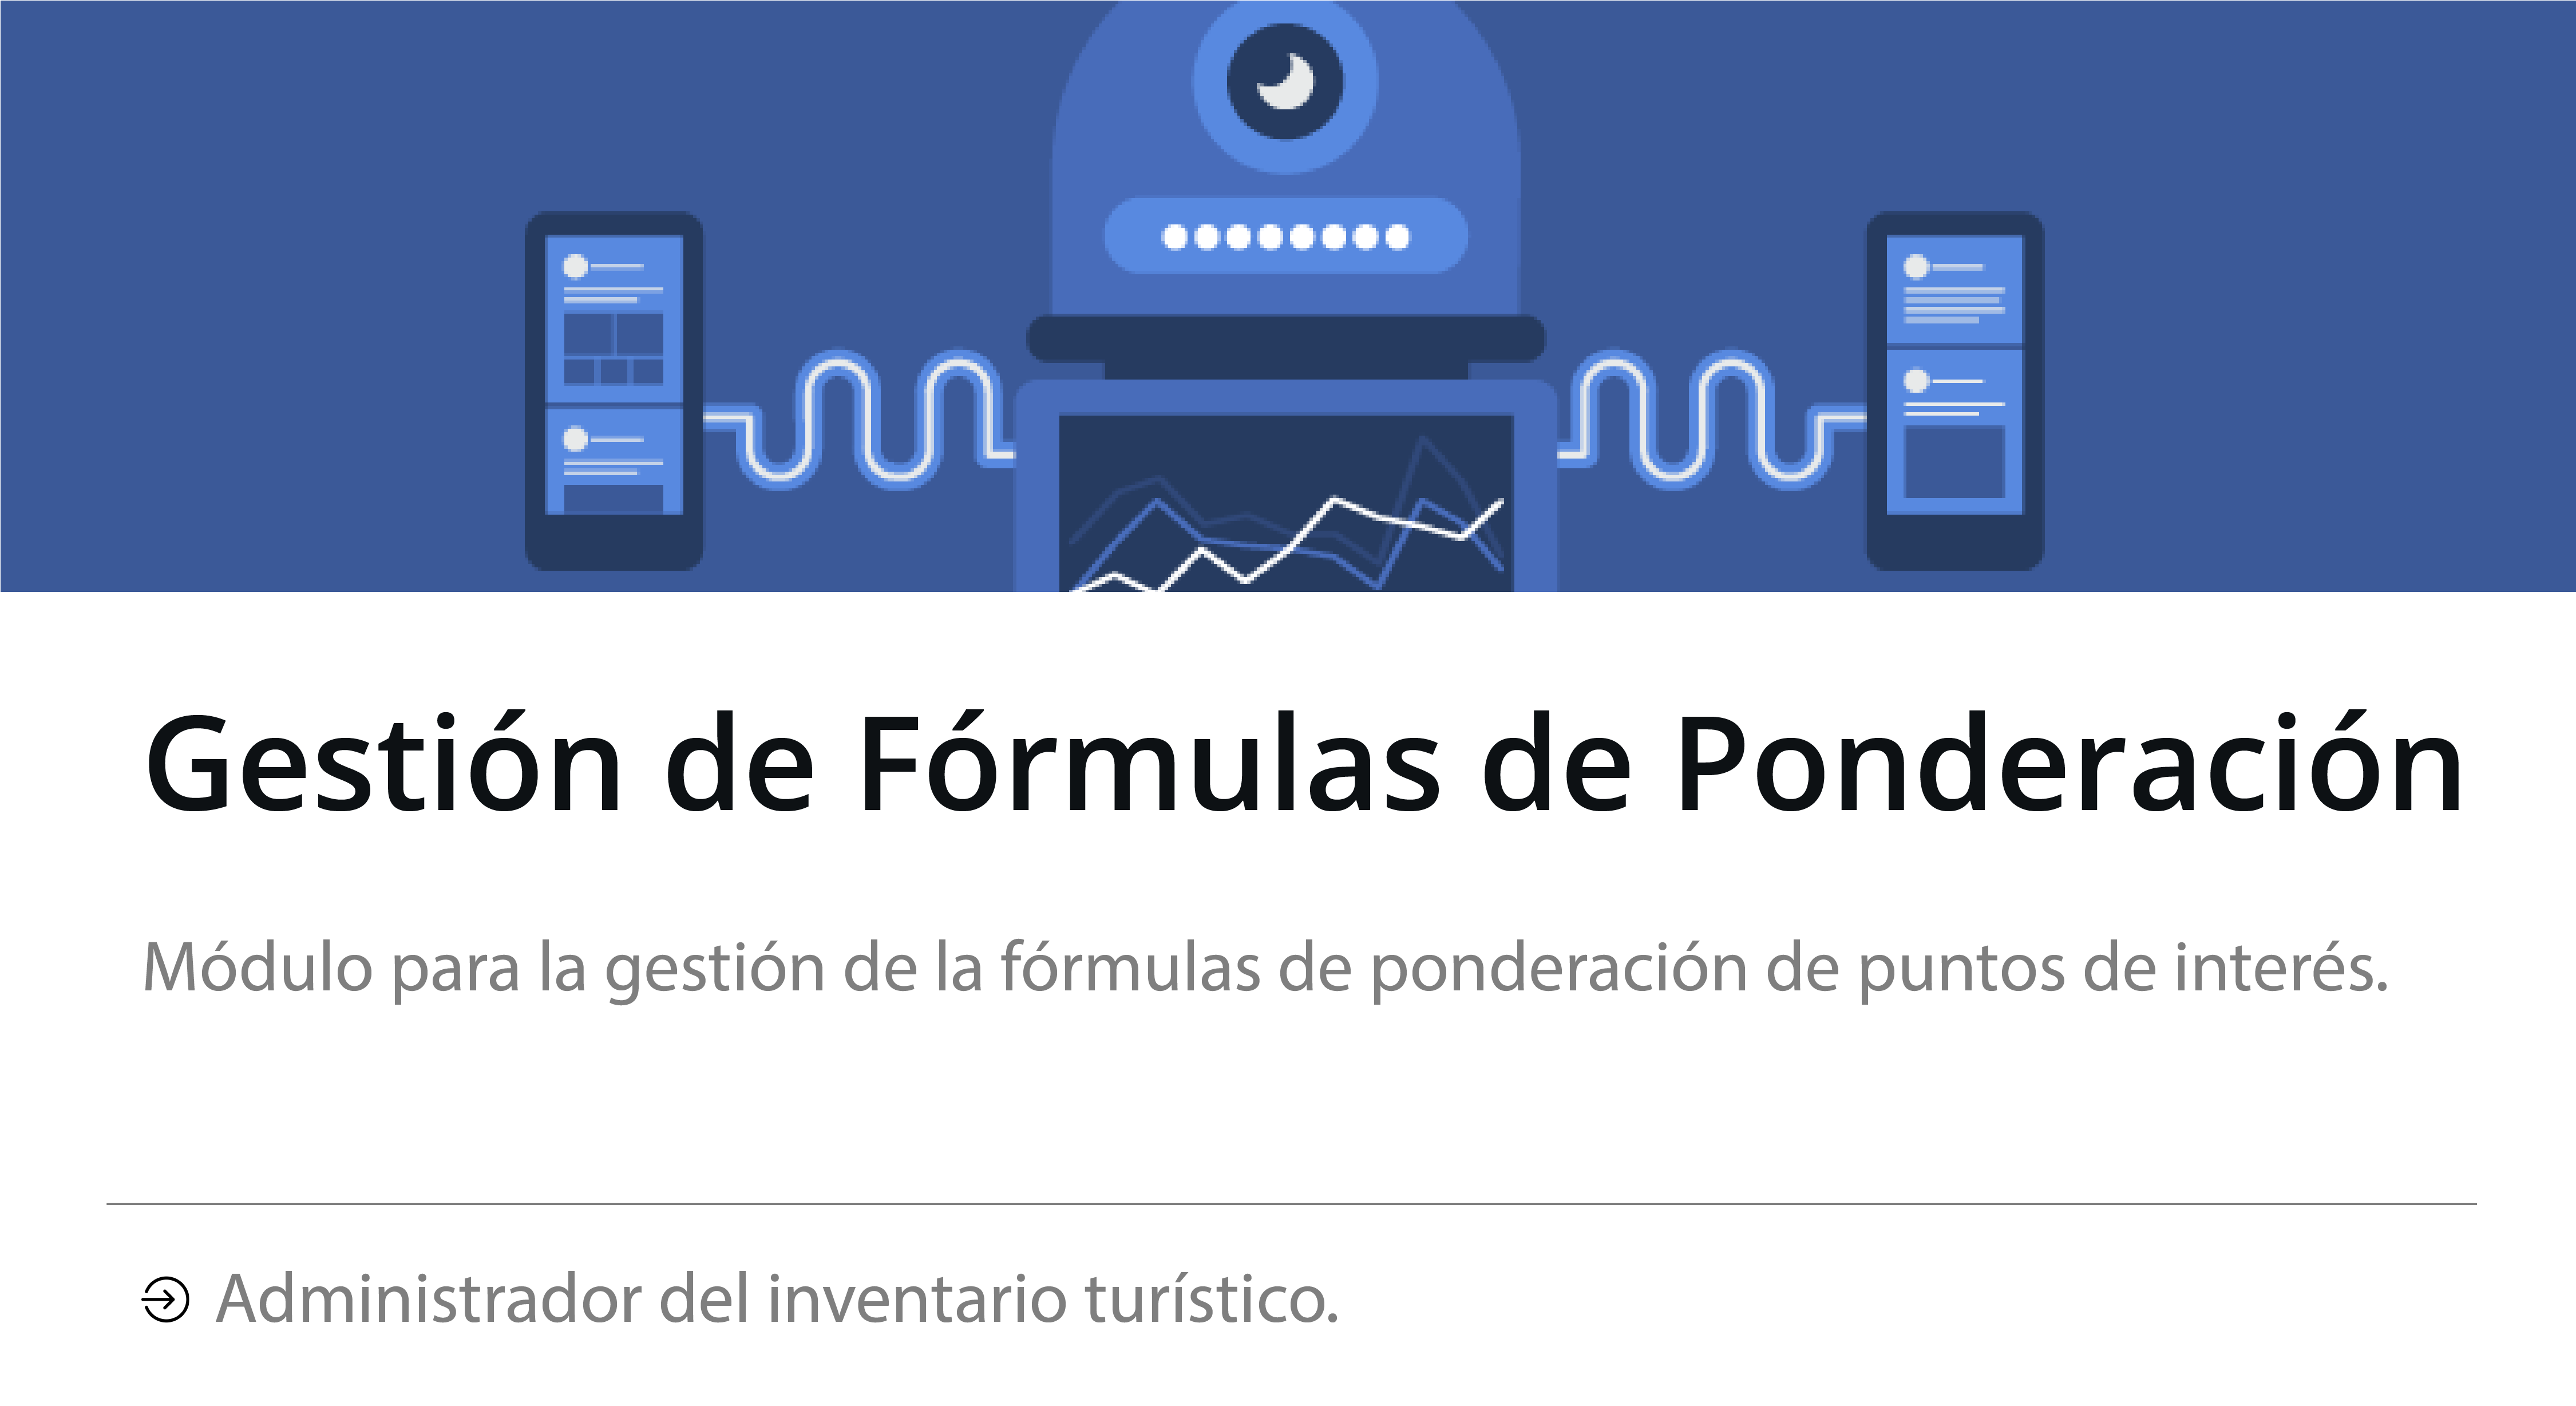 Gestión de Fórmulas de Ponderación
Módulo para la gestión de la fórmulas de ponderación de puntos de interés.
Administrador del inventario turístico.